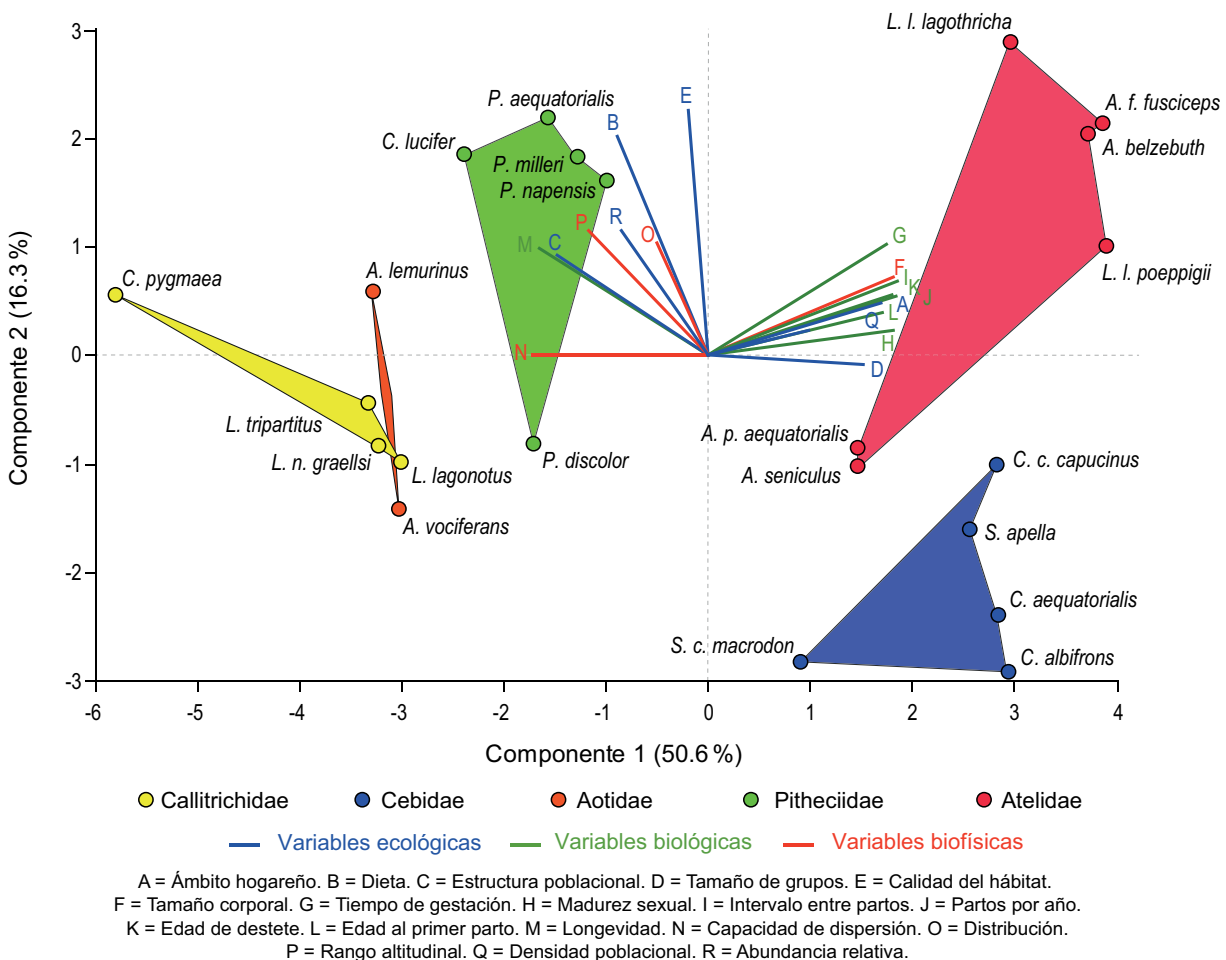 L. l. lagothricha
3
P. aequatorialis
E
A. f. fusciceps
B
2
C. lucifer
P. milleri
A. belzebuth
P. napensis
R
P
O
G
M
C
1
F
I
K
J
L. l. poeppigii
C. pygmaea
A. lemurinus
A
L
Q
H
N
D
0
Componente 2 (16.3 %)
L. tripartitus
L. n. graellsi
L. lagonotus
P. discolor
A. p. aequatorialis
A. seniculus
C. c. capucinus
-1
A. vociferans
S. apella
-2
C. aequatorialis
S. c. macrodon
C. albifrons
-3
-6 -5 -4 -3 -2 -1 0 1 2 3 4
Componente 1 (50.6 %)
Callitrichidae Cebidae Aotidae Pitheciidae Atelidae
Variables ecológicas Variables biológicas Variables biofísicas
A = Ámbito hogareño. B = Dieta. C = Estructura poblacional. D = Tamaño de grupos. E = Calidad del hábitat.
F = Tamaño corporal. G = Tiempo de gestación. H = Madurez sexual. I = Intervalo entre partos. J = Partos por año.
K = Edad de destete. L = Edad al primer parto. M = Longevidad. N = Capacidad de dispersión. O = Distribución.
P = Rango altitudinal. Q = Densidad poblacional. R = Abundancia relativa.